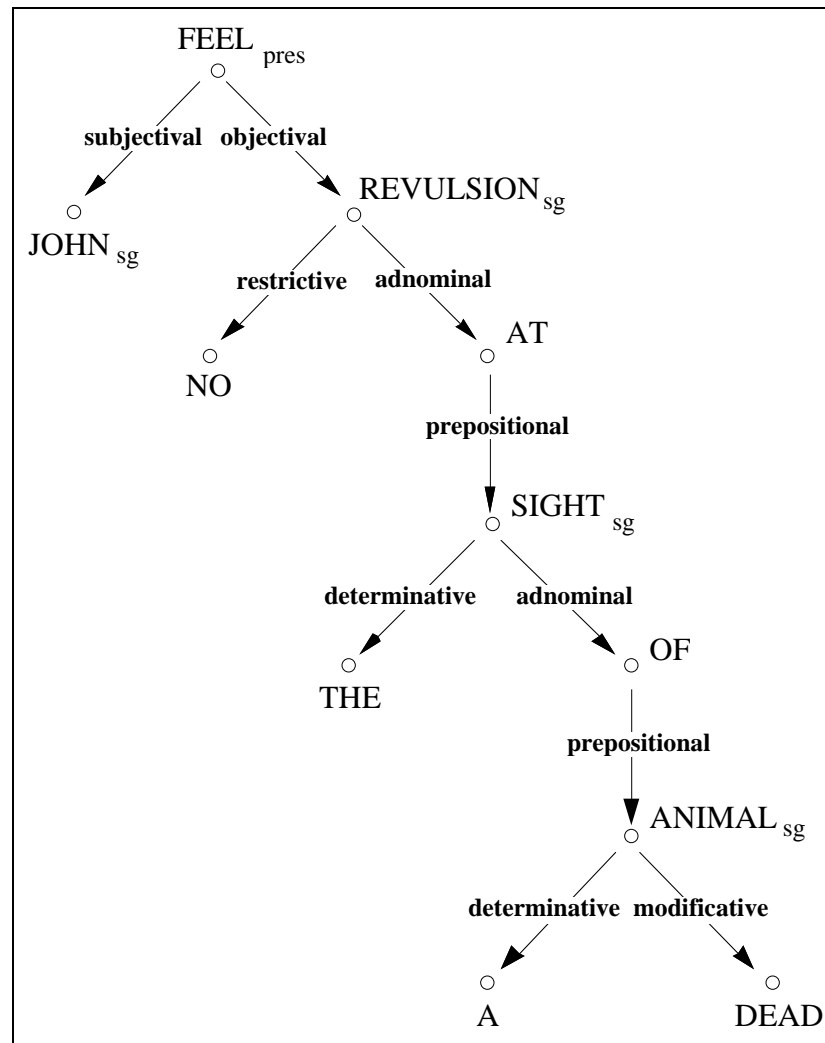 FEEL pres
subjectival objectival
REVULSION sg
JOHN sg
restrictive adnominal
AT
NO
prepositional
SIGHT sg
determinative adnominal
OF
THE
prepositional
ANIMAL sg
determinative modificative
A DEAD